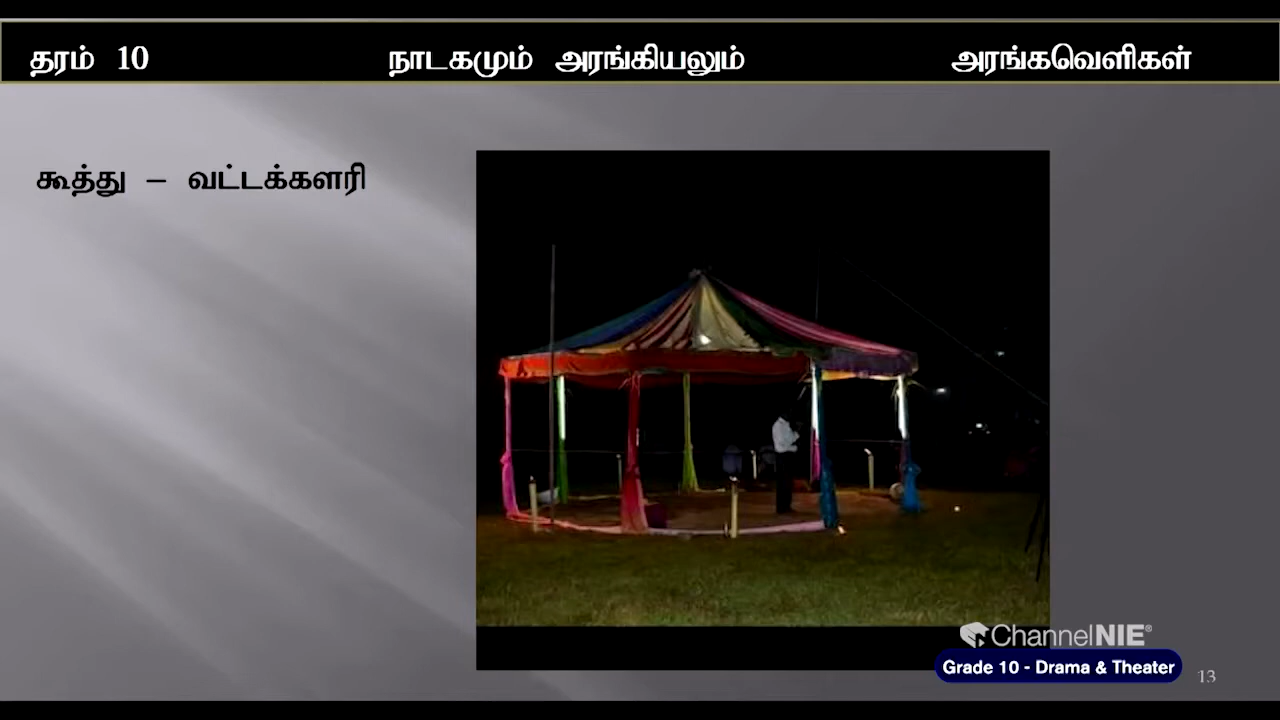 தரம் 10 நாடகமும் அரங்கியலும் அரங்கவெளிகள்
கூத்து – வட்டக்களரி
ChannelNIE®
Grade 10 - Drama & Theater
13